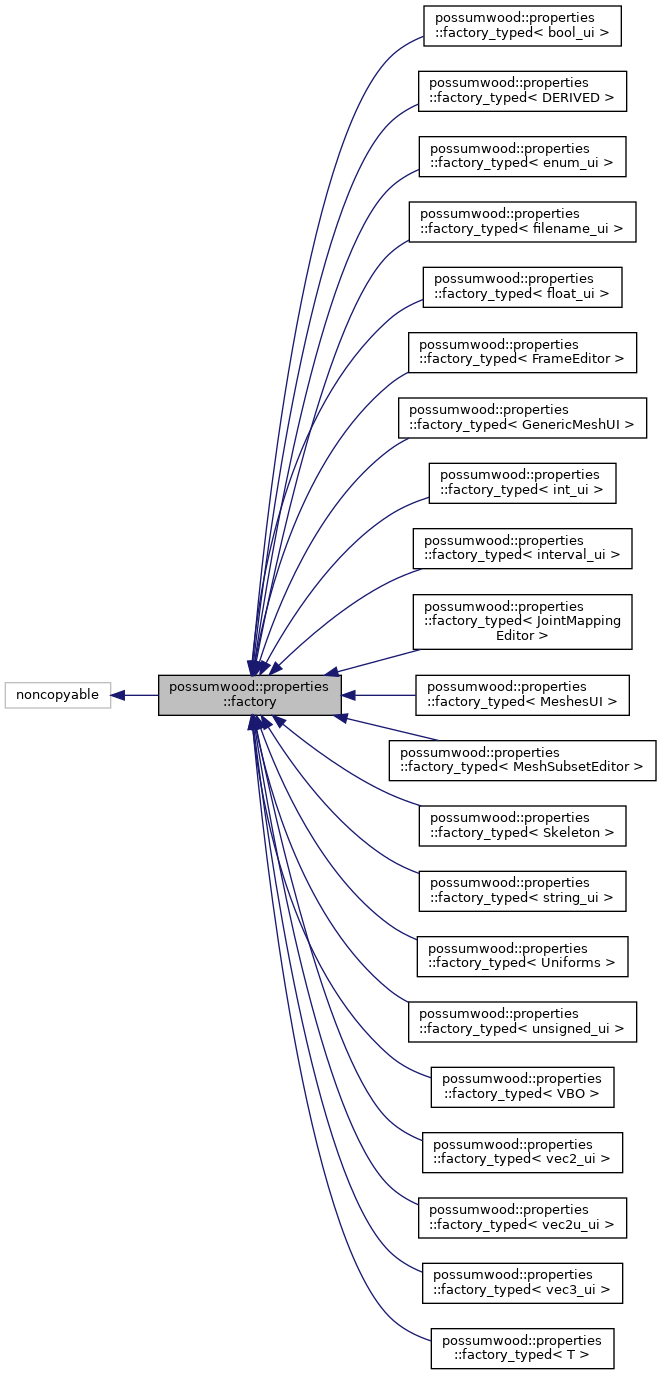 possumwood::properties
::factory_typed< bool_ui >
possumwood::properties
::factory_typed< DERIVED >
possumwood::properties
::factory_typed< enum_ui >
possumwood::properties
::factory_typed< filename_ui >
possumwood::properties
::factory_typed< float_ui >
possumwood::properties
::factory_typed< FrameEditor >
possumwood::properties
::factory_typed< GenericMeshUI >
possumwood::properties
::factory_typed< int_ui >
possumwood::properties
::factory_typed< interval_ui >
possumwood::properties
::factory_typed< JointMapping
Editor >
noncopyable
possumwood::properties
::factory
possumwood::properties
::factory_typed< MeshesUI >
possumwood::properties
::factory_typed< MeshSubsetEditor >
possumwood::properties
::factory_typed< Skeleton >
possumwood::properties
::factory_typed< string_ui >
possumwood::properties
::factory_typed< Uniforms >
possumwood::properties
::factory_typed< unsigned_ui >
possumwood::properties
::factory_typed< VBO >
possumwood::properties
::factory_typed< vec2_ui >
possumwood::properties
::factory_typed< vec2u_ui >
possumwood::properties
::factory_typed< vec3_ui >
possumwood::properties
::factory_typed< T >